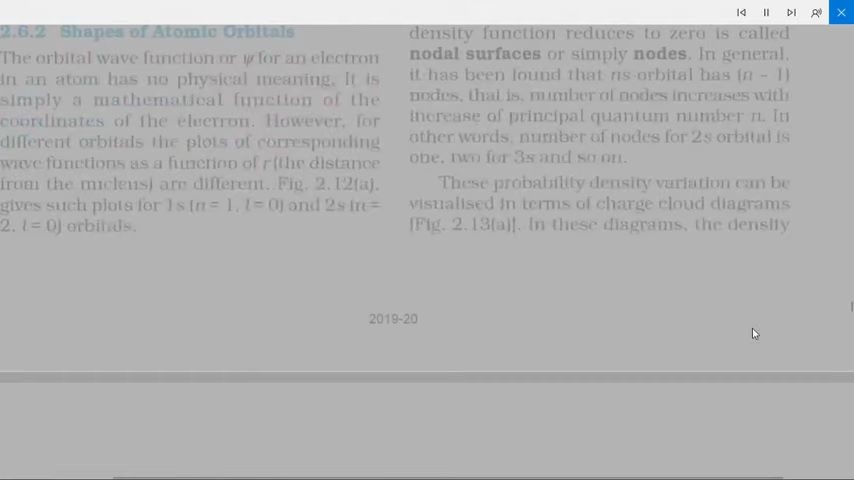 2.6.2 Shapes of Atomic Orbitals
The orbital wave function or ψ for an electron
in an atom has no physical meaning. It is
simply a mathematical function of the
coordinates of the electron. However, for
different orbitals the plots of corresponding
wave functions as a function of r (the distance
from the nucleus) are different. Fig. 2.12(a),
gives such plots for 1s (n = 1, l = 0) and 2s (n =
2, l = 0) orbitals.
density function reduces to zero is called
nodal surfaces or simply nodes. In general,
it has been found that ns-orbital has (n – 1)
nodes, that is, number of nodes increases with
increase of principal quantum number n. In
other words, number of nodes for 2s orbital is
one, two for 3s and so on.
These probability density variation can be
visualised in terms of charge cloud diagrams
[Fig. 2.13(a)]. In these diagrams, the density
2019-20